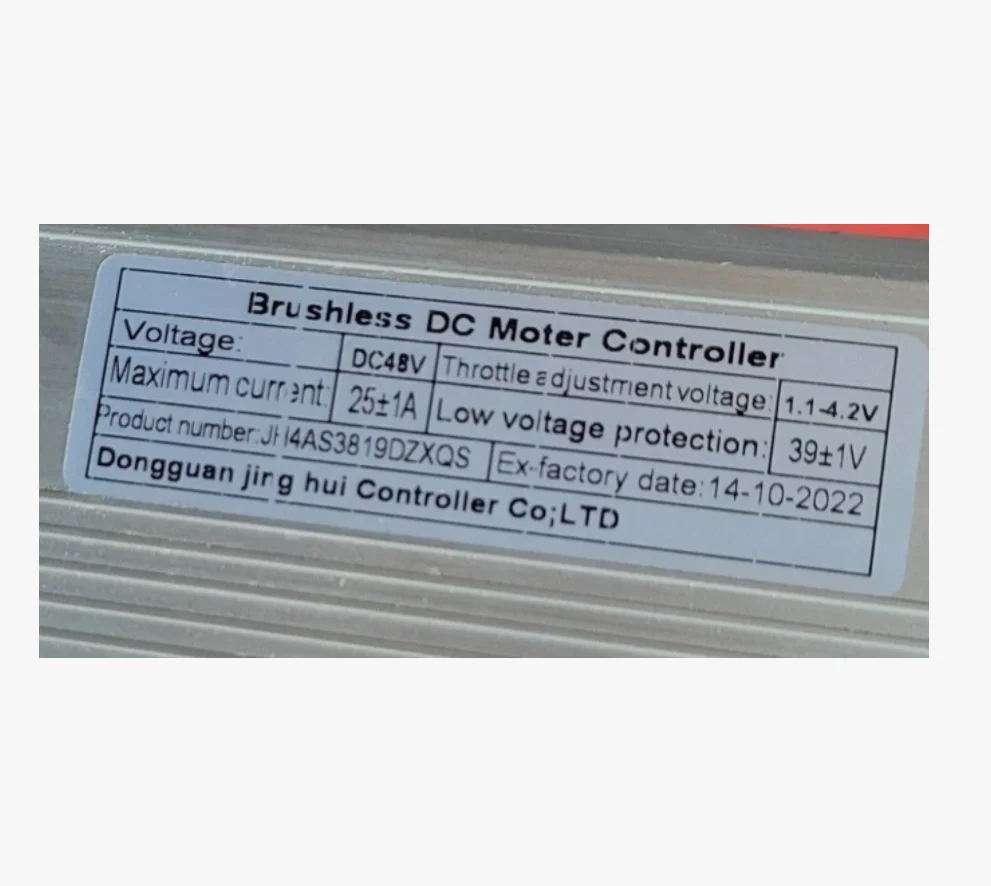 Brushless DC Moter Controller
Voltage: DC48V Throttle adjustment voltage: 1.1-4.2V
Maximum current: 25±1A Low voltage protection: 39±1V
Product number:JH4AS3819DZXQS Ex-factory date:14-10-2022
Dongguan jing hui Controller Co;LTD